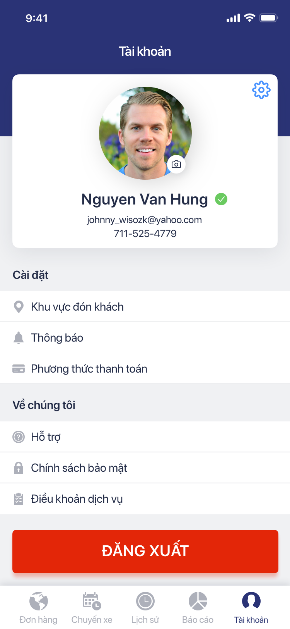 9:41
Tài khoản
Nguyen Van Hung
johnny_wisozk@yahoo.com
711-525-4779
Cài đặt
Khu vực đón khách
Thông báo
Phương thức thanh toán
Về chúng tôi
Hỗ trợ
Chính sách bảo mật
Điều khoản dịch vụ
ĐĂNG XUẤT
Đơn hàng
Chuyến xe
Lịch sử
Báo cáo
Tài khoản